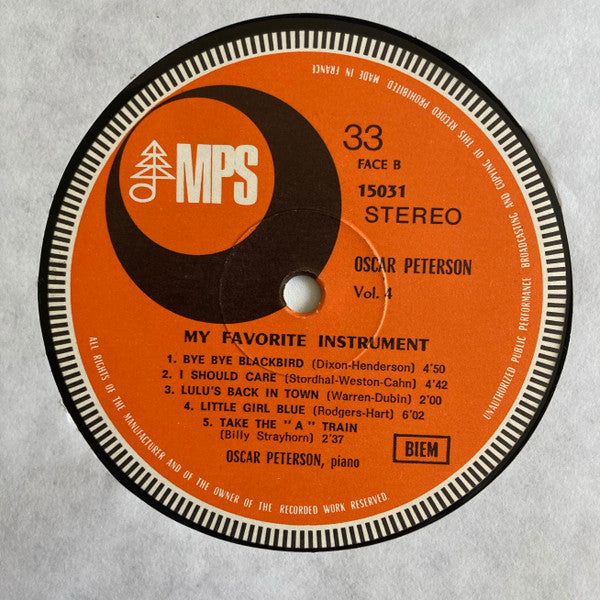 MPS
33
FACE B
15031
STEREO
OSCAR PETERSON
Vol. 4
MY FAVORITE INSTRUMENT
1. BYE BYE BLACKBIRD (Dixon-Henderson) 4'50
2. I SHOULD CARE (Stordhal-Weston-Cahn) 4'42
3. LULU'S BACK IN TOWN (Warren-Dubin) 2'00
4. LITTLE GIRL BLUE (Rodgers-Hart) 6'02
5. TAKE THE "A" TRAIN
(Billy Strayhorn) 2'37
OSCAR PETERSON, piano
BIEM
ALL RIGHTS OF THE MANUFACTURER AND OF THE OWNER OF THE RECORDED WORK RESERVED.
UNAUTHORIZED PUBLIC PERFORMANCE BROADCASTING AND COPYING OF THIS RECORD PROHIBITED. MADE IN FRANCE